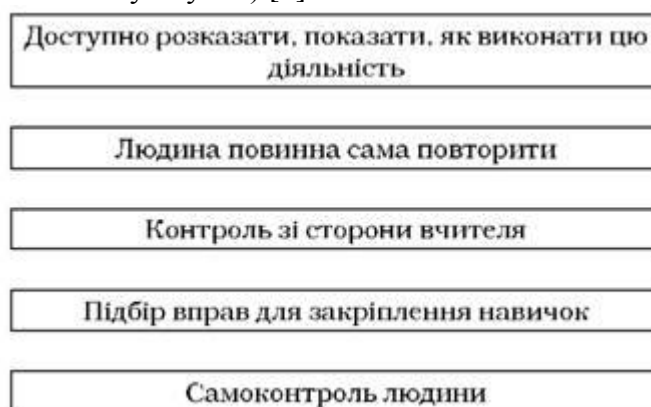 Доступно розказати, показати, як виконати цю
діяльність
Людина повинна сама повторити
Контроль зі сторони вчителя
Підбір вправ для закріплення навичок
Самоконтроль людини